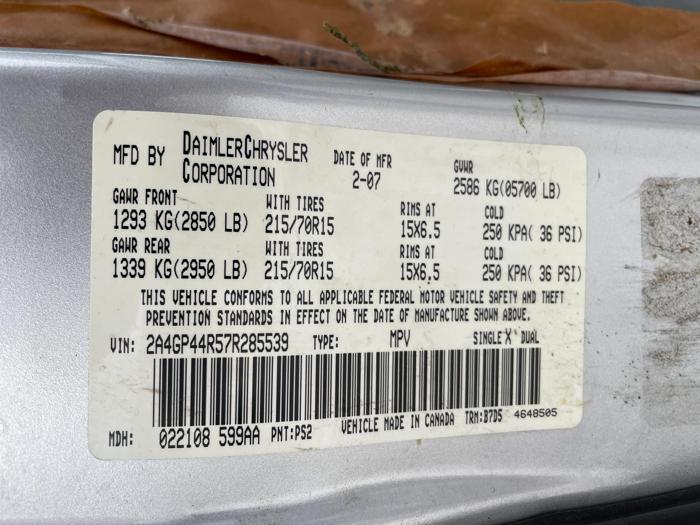 MFD BY DAIMLERCHRYSLER CORPORATION DATE OF MFR 2-07 GVWR 2586 KG(05700 LB)
GAWR FRONT WITH TIRES RIMS AT COLD
1293 KG(2850 LB) 215/70R15 15X6.5 250 KPA( 36 PSI)
GAWR REAR WITH TIRES RIMS AT COLD
1339 KG(2950 LB) 215/70R15 15X6.5 250 KPA( 36 PSI)
THIS VEHICLE CONFORMS TO ALL APPLICABLE FEDERAL MOTOR VEHICLE SAFETY AND THEFT
PREVENTION STANDARDS IN EFFECT ON THE DATE OF MANUFACTURE SHOWN ABOVE.
VIN: 2A4GP44R57R285539 TYPE: MPV SINGLE X DUAL
MDH: 022108 599AA PNT:PS2 VEHICLE MADE IN CANADA TRM:B7D5 4648505